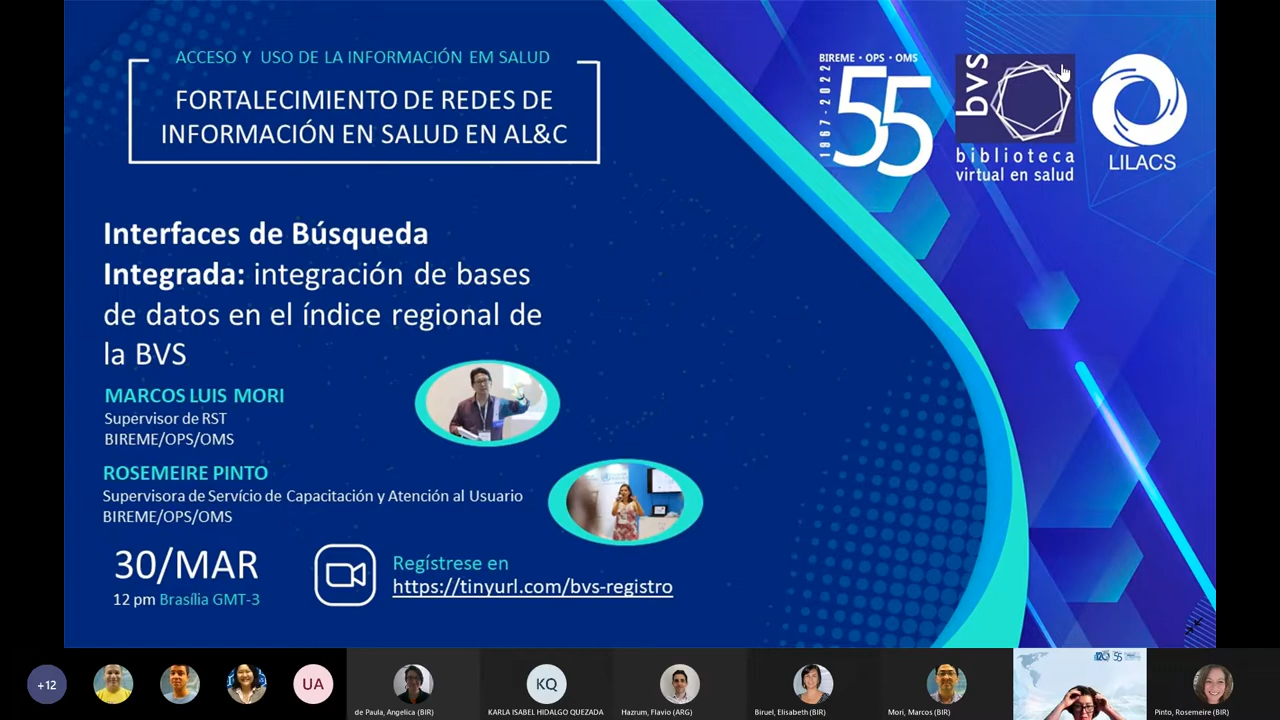 ACCESO Y USO DE LA INFORMACIÓN EM SALUD
FORTALECIMIENTO DE REDES DE
INFORMACIÓN EN SALUD EN AL&C
BIREME • OPS • OMS
1967-2022
55
bvs
biblioteca
virtual en salud
LILACS
Interfaces de Búsqueda
Integrada: integración de bases
de datos en el índice regional de
la BVS
MARCOS LUIS MORI
Supervisor de RST
BIREME/OPS/OMS
ROSEMEIRE PINTO
Supervisora de Servício de Capacitación y Atención al Usuario
BIREME/OPS/OMS
30/MAR
12 pm Brasília GMT-3
Regístrese en
https://tinyurl.com/bvs-registro
+12
UA
de Paula, Angelica (BIR)
KQ
KARLA ISABEL HIDALGO QUEZADA
Hazrum, Flavio (ARG)
Biruel, Elisabeth (BIR)
Mori, Marcos (BIR)
55
Pinto, Rosemeire (BIR)